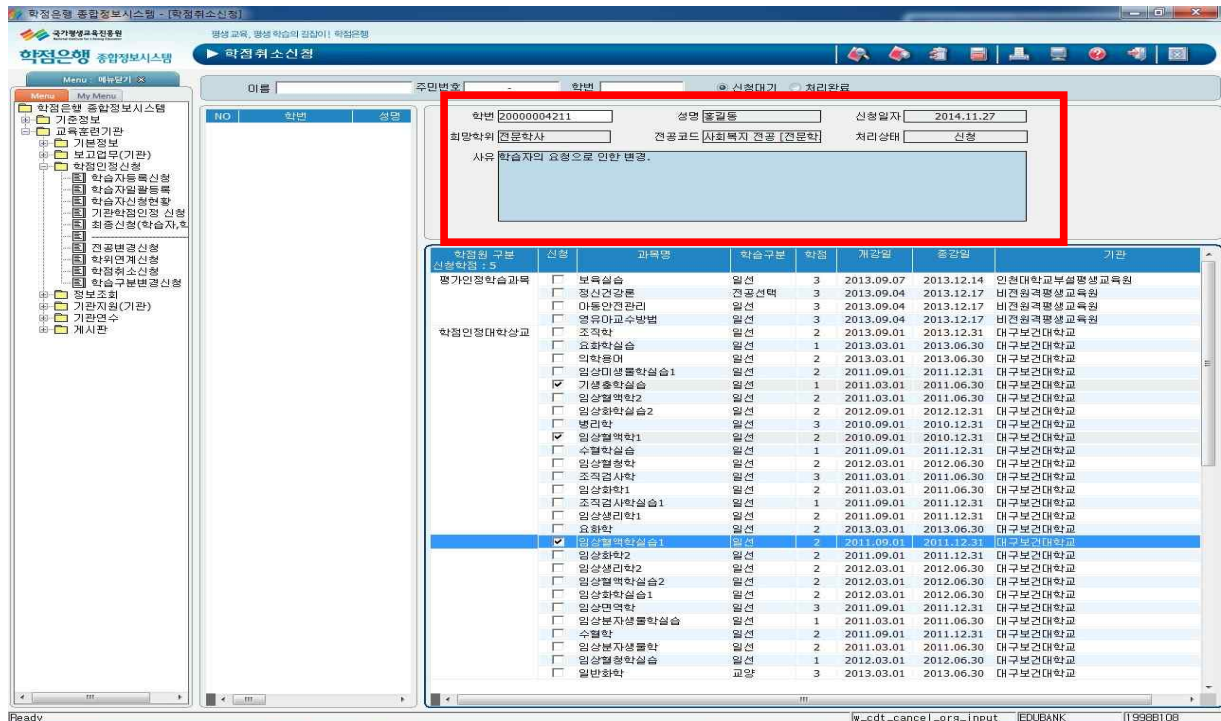 학점은행 종합정보시스템 - [학점취소신청]
국가평생교육진흥원
평생교육, 평생학습의 길잡이! 학점은행
학점은행 종합정보시스템
▶ 학점취소신청
Menu : 메뉴닫기
Menu My Menu
이름 주민번호 - 학번 신청대기 처리완료
학점은행 종합정보시스템
기준정보
교육훈련기관
기본정보
보고업무(기관)
학점인정신청
학습자등록신청
학습자일괄등록
학습자신청현황
기관학점인정 신청
최종신청(학습자,학
전공변경신청
학위연계신청
학점취소신청
학습구분변경신청
정보조회
기관지원(기관)
기관연수
게시판
NO 학번 성명
학번 20000004211 성명 홍길동 신청일자 2014.11.27
희망학위 전문학사 전공코드 사회복지 전공 [전문학 처리상태 신청
사유 학습자의 요청으로 인한 변경.
학점원 구분 신청 과목명 학습구분 학점 개강일 종강일 기관
신청학점 : 5
평가인정학습과목 보육실습 일선 3 2013.09.07 2013.12.14 인천대학교부설평생교육원
정신건강론 전공선택 3 2013.09.04 2013.12.17 비전원격평생교육원
아동안전관리 일선 3 2013.09.04 2013.12.17 비전원격평생교육원
영유아교수방법 일선 3 2013.09.04 2013.12.17 비전원격평생교육원
학점인정대학상교 조직학 일선 2 2013.09.01 2013.12.31 대구보건대학교
요화학실습 일선 1 2013.03.01 2013.06.30 대구보건대학교
의학용어 일선 2 2013.03.01 2013.06.30 대구보건대학교
임상미생물학실습1 일선 2 2011.09.01 2011.12.31 대구보건대학교
기생충학실습 일선 1 2011.03.01 2011.06.30 대구보건대학교
임상혈액학2 일선 2 2011.03.01 2011.06.30 대구보건대학교
임상화학실습2 일선 2 2012.09.01 2012.12.31 대구보건대학교
병리학 일선 3 2010.09.01 2010.12.31 대구보건대학교
임상혈액학1 일선 2 2010.09.01 2010.12.31 대구보건대학교
수혈학실습 일선 1 2011.09.01 2011.12.31 대구보건대학교
임상혈청학 일선 2 2012.03.01 2012.06.30 대구보건대학교
조직검사학 일선 3 2011.03.01 2011.06.30 대구보건대학교
임상화학1 일선 2 2011.03.01 2011.06.30 대구보건대학교
조직검사학실습1 일선 1 2011.09.01 2011.12.31 대구보건대학교
임상생리학1 일선 2 2011.09.01 2011.12.31 대구보건대학교
요화학 일선 2 2013.03.01 2013.06.30 대구보건대학교
임상혈액학실습1 일선 2 2011.09.01 2011.12.31 대구보건대학교
임상화학2 일선 2 2011.09.01 2011.12.31 대구보건대학교
임상생리학2 일선 2 2012.03.01 2012.06.30 대구보건대학교
임상혈액학실습2 일선 2 2012.03.01 2012.06.30 대구보건대학교
임상화학실습1 일선 2 2012.03.01 2012.06.30 대구보건대학교
임상면역학 일선 3 2011.09.01 2011.12.31 대구보건대학교
임상분자생물학실습 일선 1 2011.03.01 2011.06.30 대구보건대학교
수혈학 일선 2 2011.09.01 2011.12.31 대구보건대학교
임상분자생물학 일선 2 2011.03.01 2011.06.30 대구보건대학교
임상혈청학실습 일선 1 2012.03.01 2012.06.30 대구보건대학교
일반화학 교양 3 2013.03.01 2013.06.30 대구보건대학교
Ready w_cdt_cancel_org_input EDUBANK 1998B108